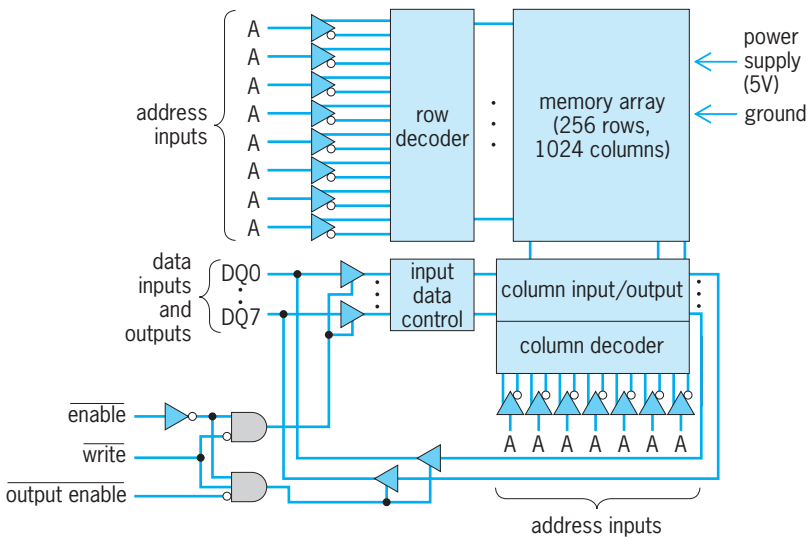 A
A
A
A
A
A
A
A
address
inputs
row
decoder
memory array
(256 rows,
1024 columns)
power
supply
(5V)
ground
data
inputs
and
outputs
DQ0
DQ7
input
data
control
column input/output
column decoder
enable
write
output enable
A A A A A A A
address inputs